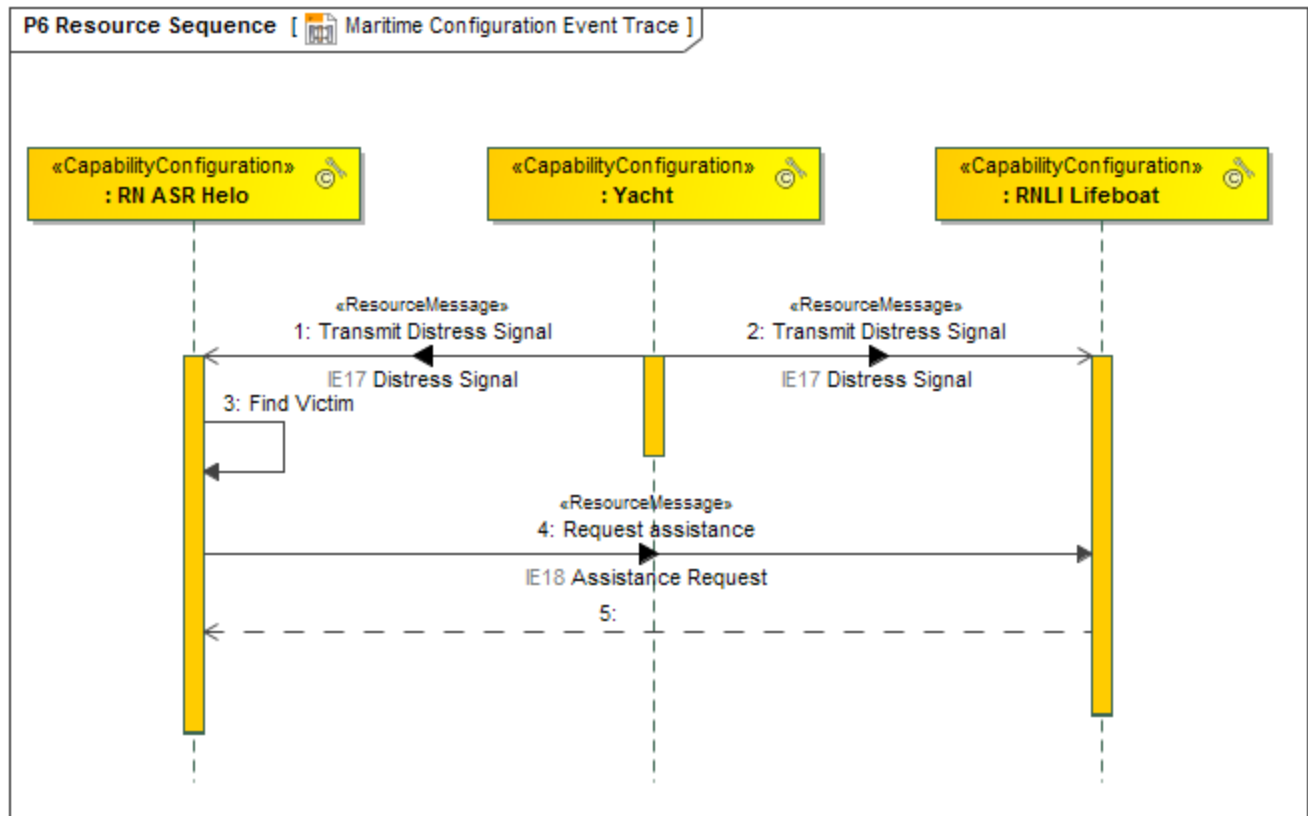 P6 Resource Sequence [ Maritime Configuration Event Trace ]
«CapabilityConfiguration»
: RN ASR Helo
«CapabilityConfiguration»
: Yacht
«CapabilityConfiguration»
: RNLI Lifeboat
«ResourceMessage»
1: Transmit Distress Signal
IE17 Distress Signal
«ResourceMessage»
2: Transmit Distress Signal
IE17 Distress Signal
3: Find Victim
«ResourceMessage»
4: Request assistance
IE18 Assistance Request
5: